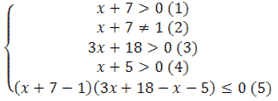 x + 7 > 0 (1)
x + 7 ≠ 1 (2)
3x + 18 > 0 (3)
x + 5 > 0 (4)
(x + 7 − 1)(3x + 18 − x − 5) ≤ 0 (5)